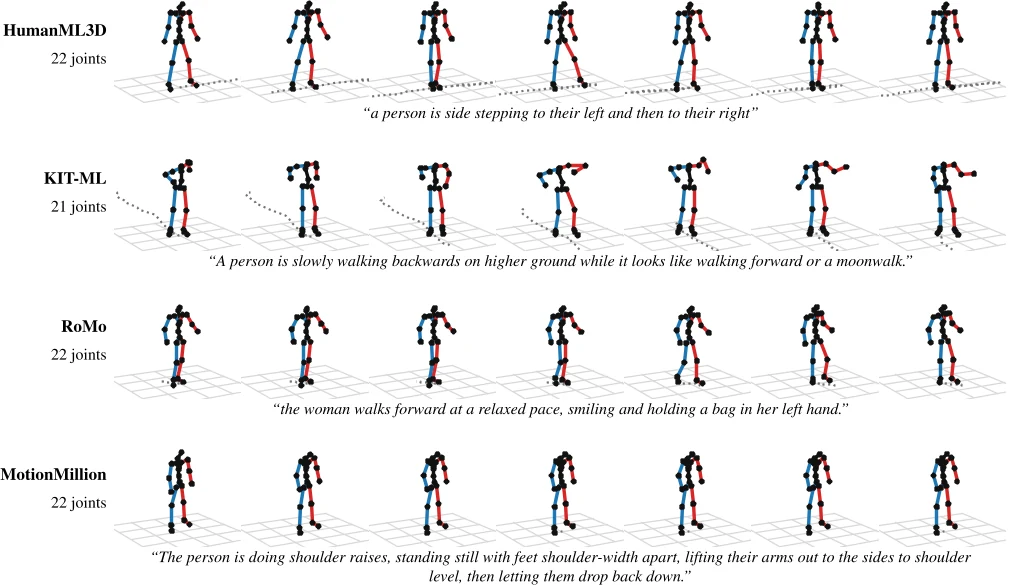 HumanML3D
22 joints
“a person is side stepping to their left and then to their right”
KIT-ML
21 joints
“A person is slowly walking backwards on higher ground while it looks like walking forward or a moonwalk.”
RoMo
22 joints
“the woman walks forward at a relaxed pace, smiling and holding a bag in her left hand.”
MotionMillion
22 joints
“The person is doing shoulder raises, standing still with feet shoulder-width apart, lifting their arms out to the sides to shoulder
level, then letting them drop back down.”